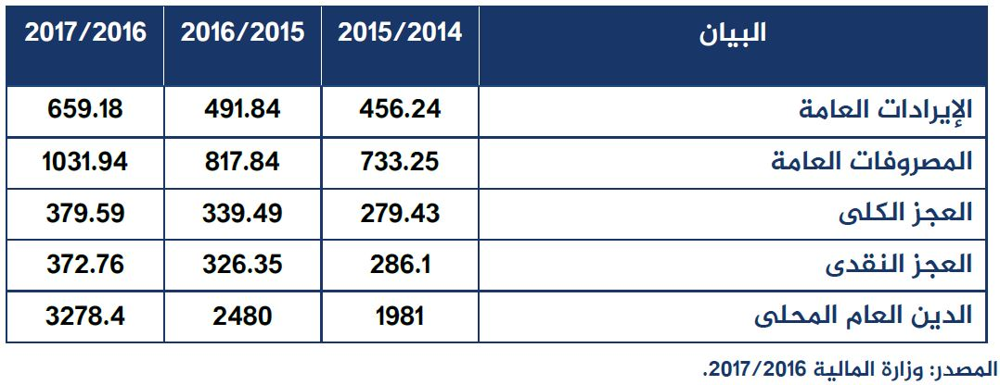 البيان 2015/2014 2016/2015 2017/2016
الإيرادات العامة 456.24 491.84 659.18
المصروفات العامة 733.25 817.84 1031.94
العجز الكلى 279.43 339.49 379.59
العجز النقدى 286.1 326.35 372.76
الدين العام المحلى 1981 2480 3278.4
المصدر: وزارة المالية 2017/2016.